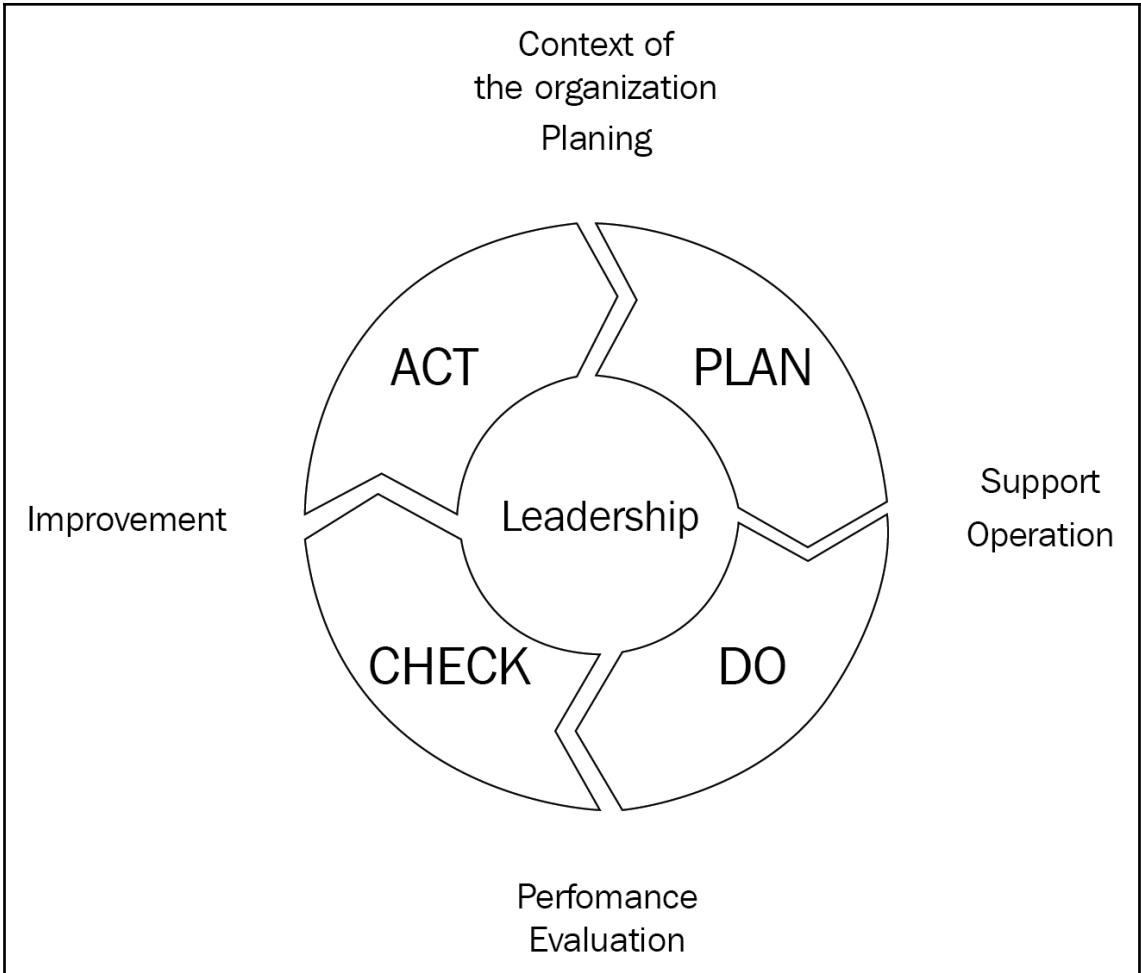 Context of
the organization
Planing
ACT
PLAN
Support
Operation
Leadership
Improvement
CHECK
DO
Perfomance
Evaluation